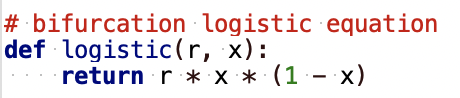 # bifurcation logistic equation
def logistic(r, x):
    return r * x * (1 - x)